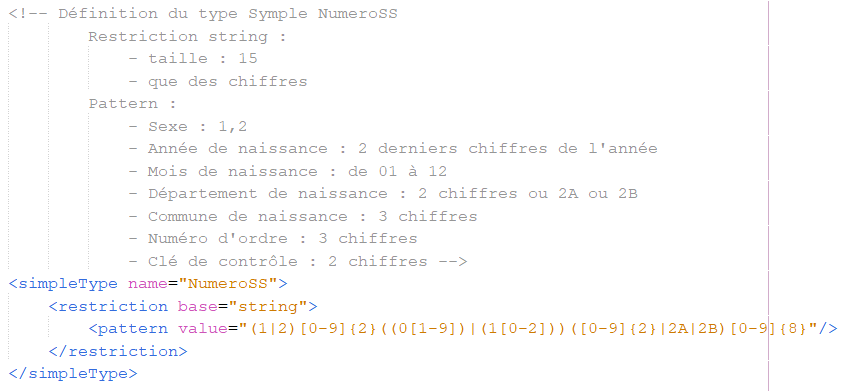 <!-- Définition du type Symple NumeroSS
Restriction string :
- taille : 15
- que des chiffres
Pattern :
- Sexe : 1,2
- Année de naissance : 2 derniers chiffres de l'année
- Mois de naissance : de 01 à 12
- Département de naissance : 2 chiffres ou 2A ou 2B
- Commune de naissance : 3 chiffres
- Numéro d'ordre : 3 chiffres
- Clé de contrôle : 2 chiffres -->
<simpleType name="NumeroSS">
<restriction base="string">
<pattern value="(1|2)[0-9]{2}((0[1-9])|(1[0-2]))([0-9]{2}|2A|2B)[0-9]{8}"/>
</restriction>
</simpleType>